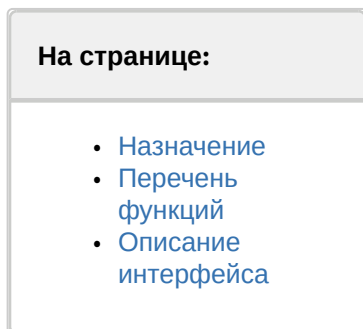 На странице:
• Назначение
• Перечень
функций
• Описание
интерфейса